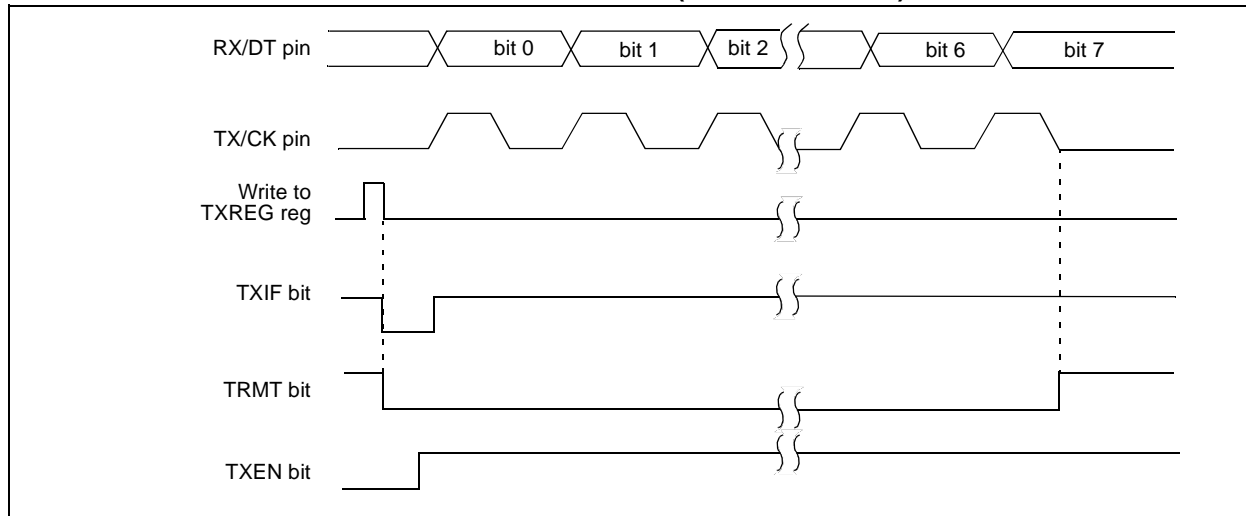 RX/DT pin
bit 0
bit 1
bit 2
bit 6
bit 7
TX/CK pin
Write to
TXREG reg
TXIF bit
TRMT bit
TXEN bit